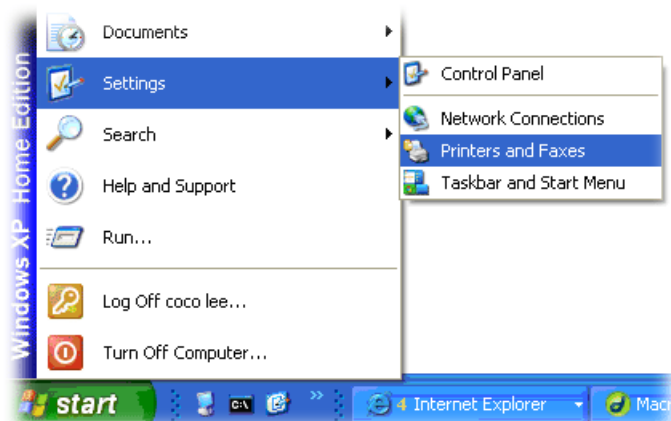 Documents
Settings
Search
Help and Support
Run...
Log Off coco lee...
Turn Off Computer...
Control Panel
Network Connections
Printers and Faxes
Taskbar and Start Menu
Windows XP Home Edition
start
C:\
»
4 Internet Explorer
Macr